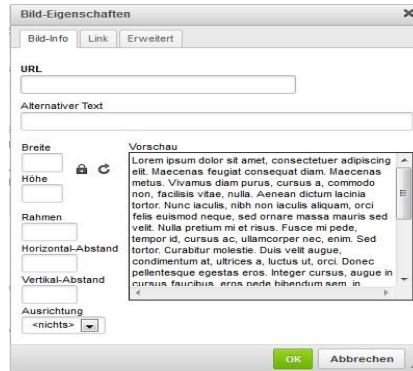 Bild-Eigenschaften
Bild-Info Link Erweitert
URL
Alternativer Text
Breite
Höhe
Rahmen
Horizontal-Abstand
Vertikal-Abstand
Ausrichtung
<nichts>
Vorschau
Lorem ipsum dolor sit amet, consectetuer adipiscing
elit. Maecenas feugiat consequat diam. Maecenas
metus. Vivamus diam purus, cursus a, commodo
non, facilisis vitae, nulla. Aenean dictum lacinia
tortor. Nunc iaculis, nibh non iaculis aliquam, orci
felis euismod neque, sed ornare massa mauris sed
velit. Nulla pretium mi et risus. Fusce mi pede,
tempor id, cursus ac, ullamcorper nec, enim. Sed
tortor. Curabitur molestie. Duis velit augue,
condimentum at, ultrices a, luctus ut, orci. Donec
pellentesque egestas eros. Integer cursus, augue in
cursus faucibus, eros pede bibendum sem, in
OK Abbrechen